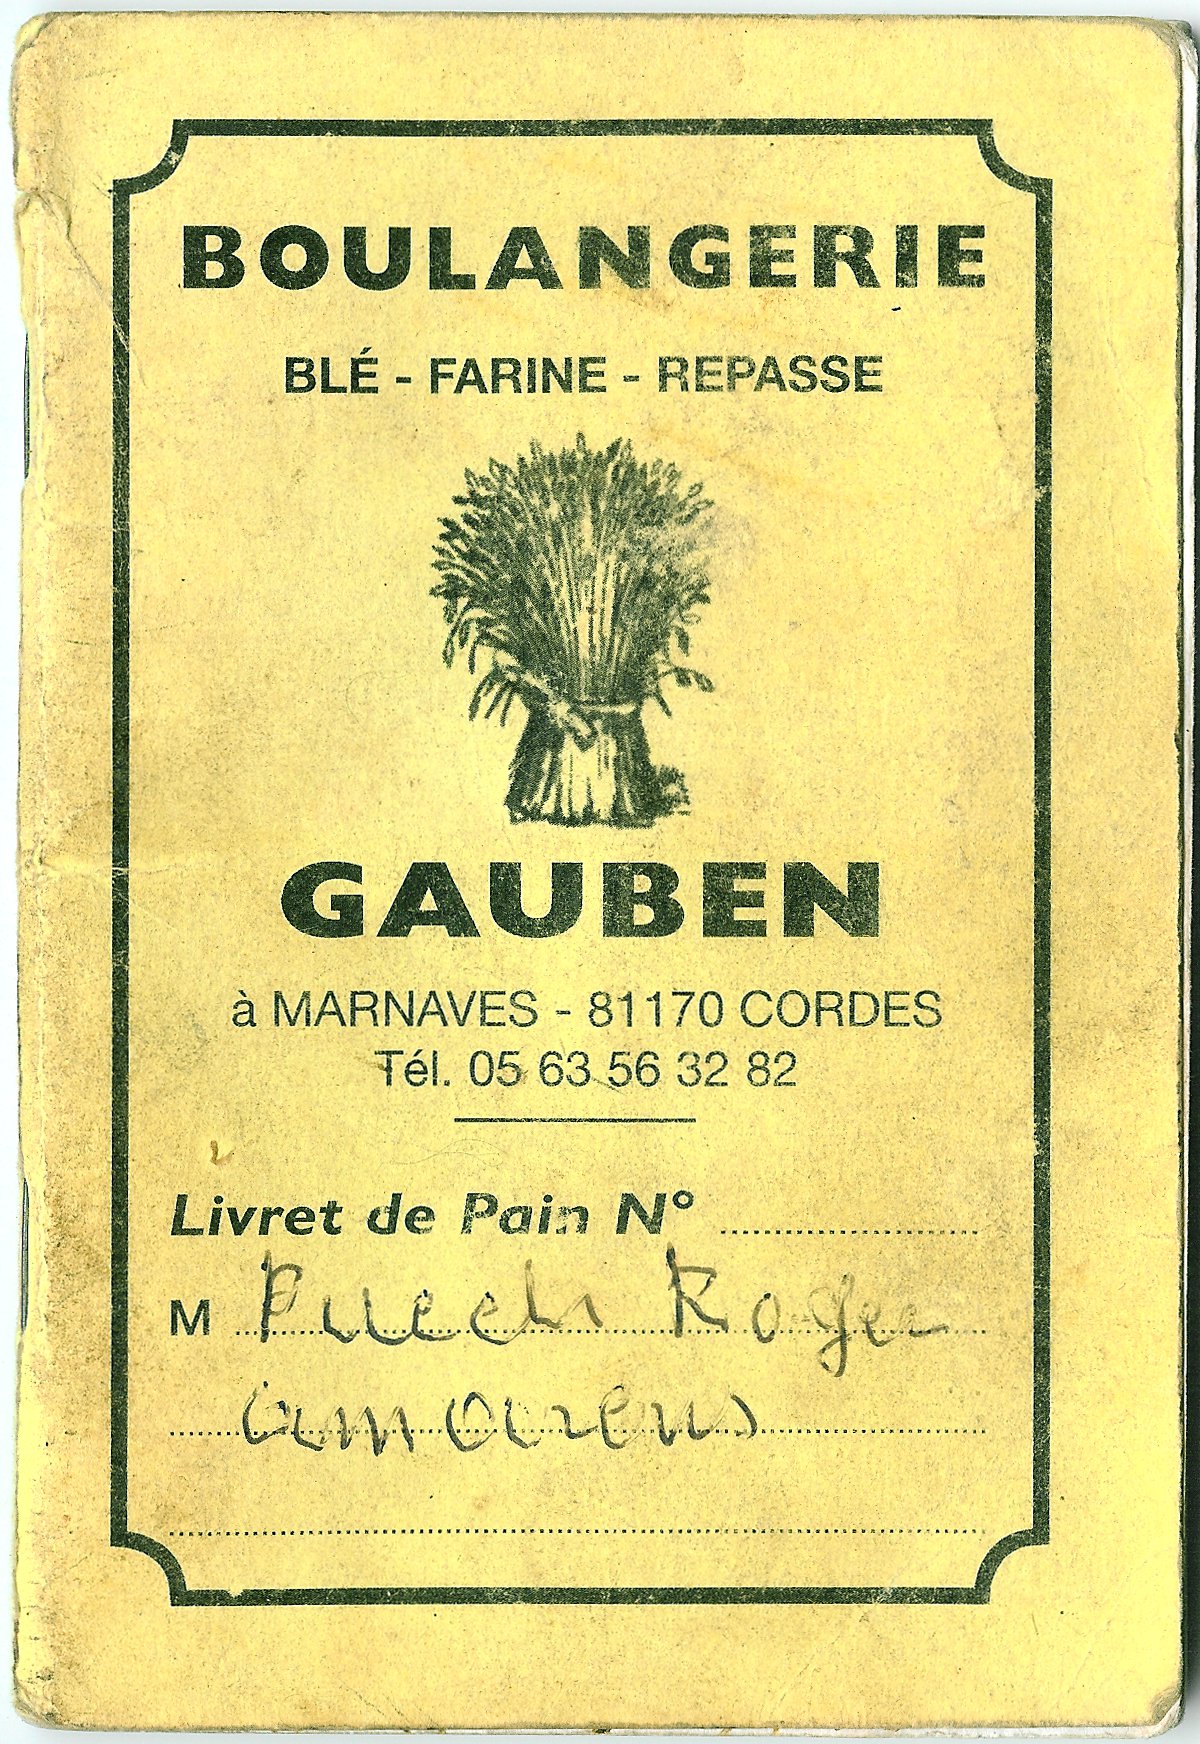 BOULANGERIE
BLÉ - FARINE - REPASSE
GAUBEN
à MARNAVES - 81170 CORDES
Tél. 05 63 56 32 82
Livret de Pain N°
M Puech Roger
amarens